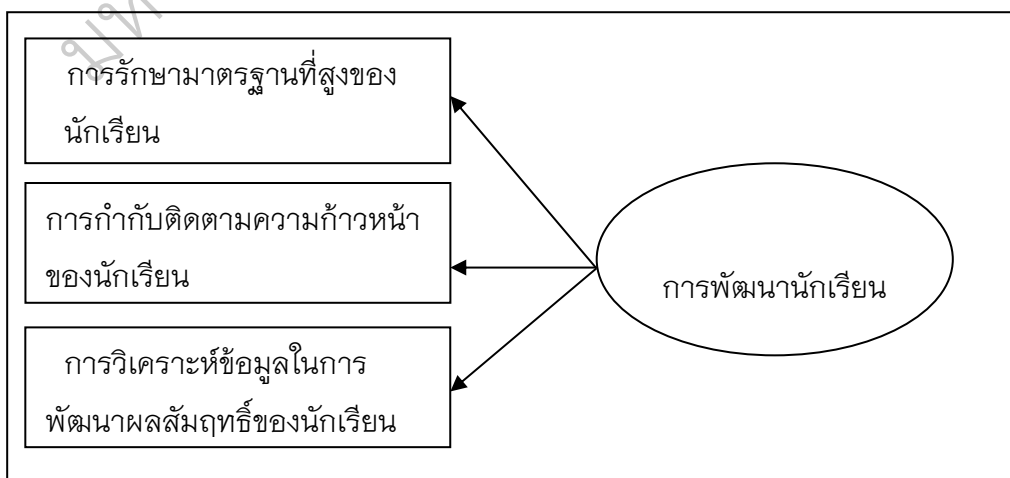 การรักษามาตรฐานที่สูงของ
นักเรียน
การกำกับติดตามความก้าวหน้า
ของนักเรียน
การวิเคราะห์ข้อมูลในการ
พัฒนาผลสัมฤทธิ์ของนักเรียน
การพัฒนานักเรียน